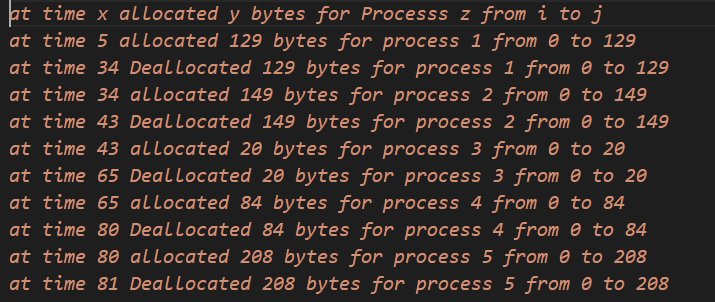 at time x allocated y bytes for Processs z from i to j
at time 5 allocated 129 bytes for process 1 from 0 to 129
at time 34 Deallocated 129 bytes for process 1 from 0 to 129
at time 34 allocated 149 bytes for process 2 from 0 to 149
at time 43 Deallocated 149 bytes for process 2 from 0 to 149
at time 43 allocated 20 bytes for process 3 from 0 to 20
at time 65 Deallocated 20 bytes for process 3 from 0 to 20
at time 65 allocated 84 bytes for process 4 from 0 to 84
at time 80 Deallocated 84 bytes for process 4 from 0 to 84
at time 80 allocated 208 bytes for process 5 from 0 to 208
at time 81 Deallocated 208 bytes for process 5 from 0 to 208